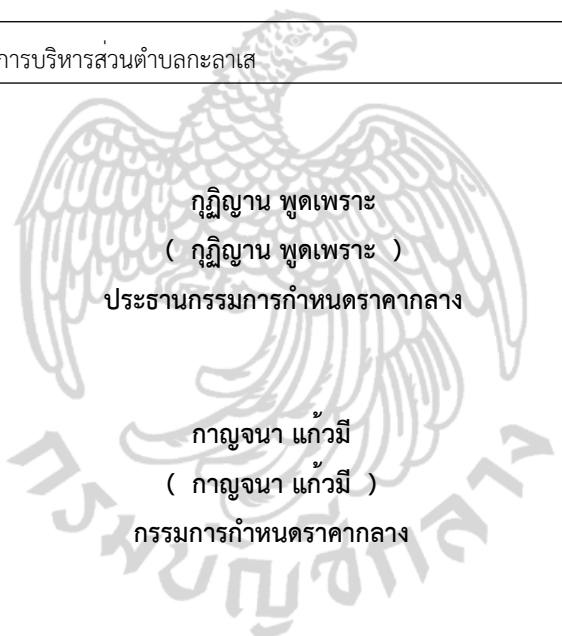 การบริหารส่วนตำบลกะลาเส
กุฏิญาน พูดเพราะ
( กุฏิญาน พูดเพราะ )
ประธานกรรมการกำหนดราคากลาง
กาญจนา แก้วมี
( กาญจนา แก้วมี )
กรรมการกำหนดราคากลาง
กรมบัญชีกลาง